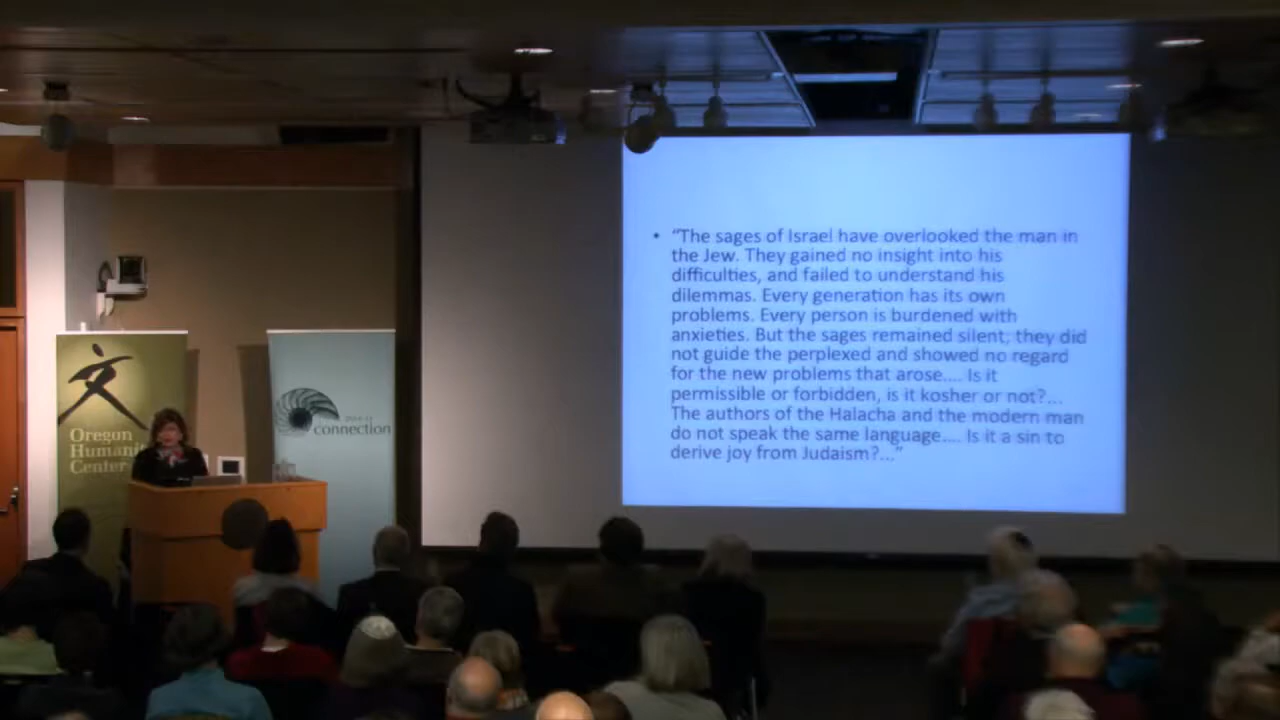 • “The sages of Israel have overlooked the man in
the Jew. They gained no insight into his
difficulties, and failed to understand his
dilemmas. Every generation has its own
problems. Every person is burdened with
anxieties. But the sages remained silent; they did
not guide the perplexed and showed no regard
for the new problems that arose.... Is it
permissible or forbidden, is it kosher or not?...
The authors of the Halacha and the modern man
do not speak the same language.... Is it a sin to
derive joy from Judaism?...”
Oregon
Humanit
Center
connection